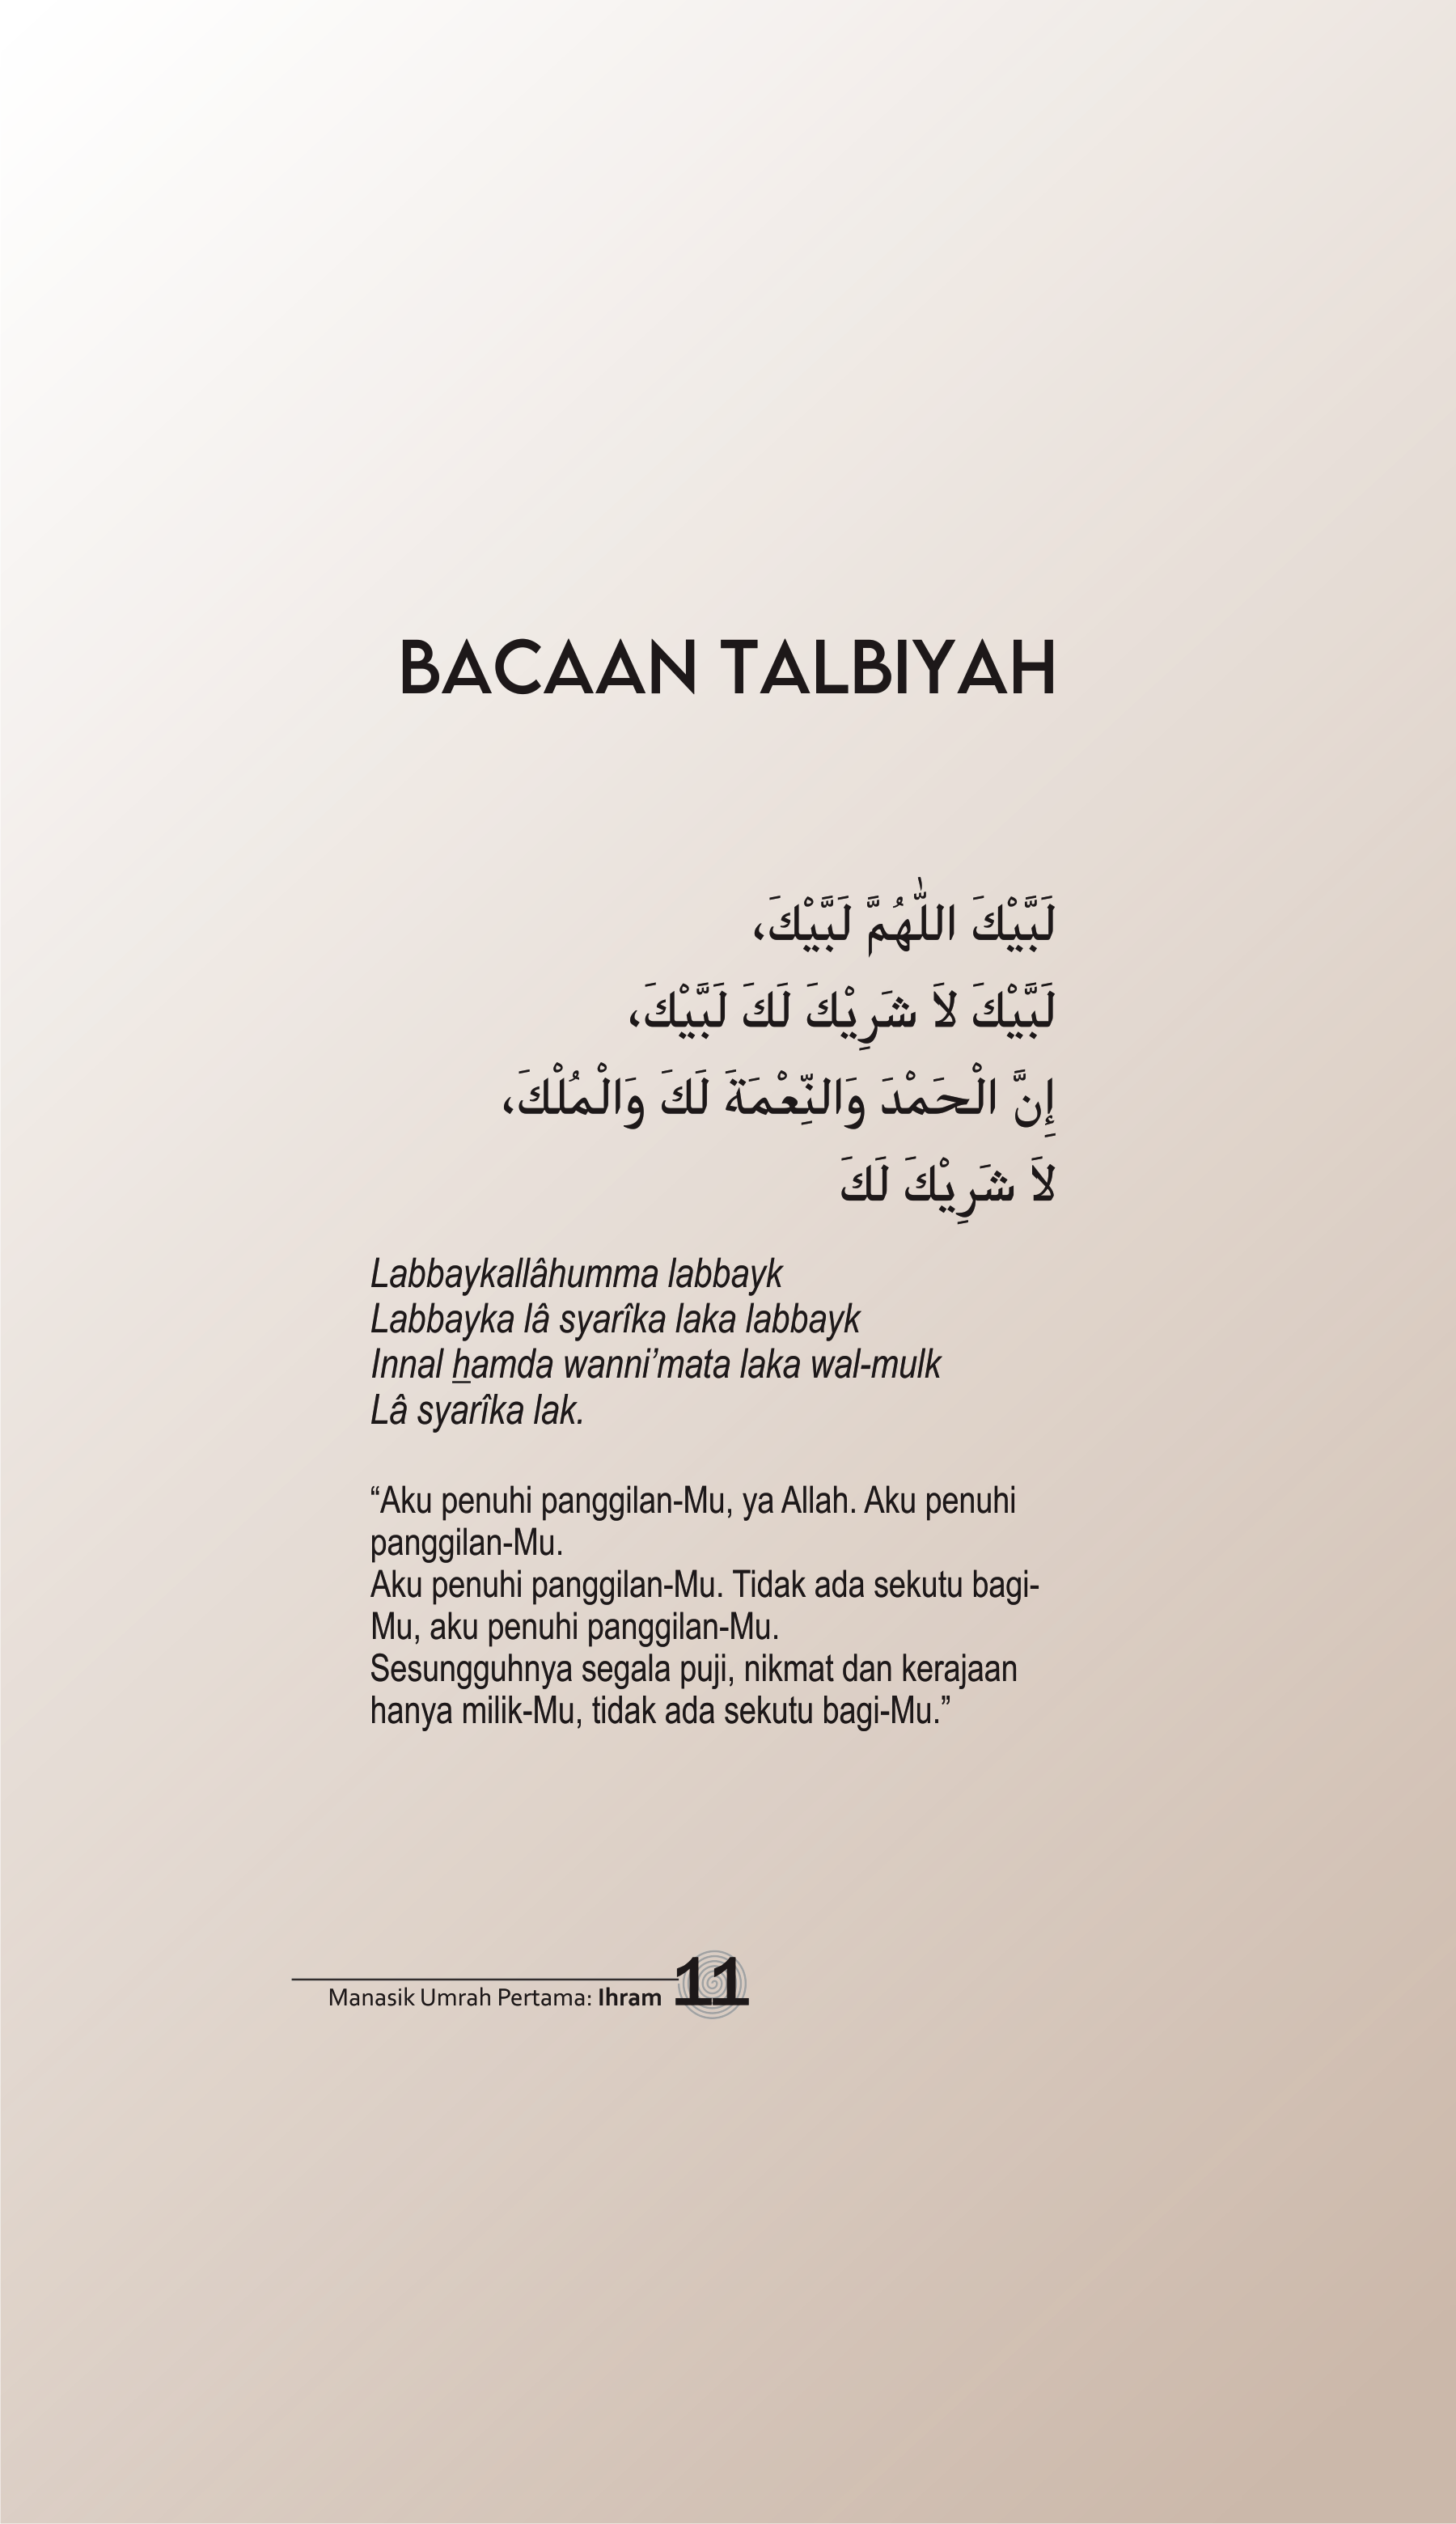 BACAAN TALBIYAH
لَبَّيْكَ اللّٰهُمَّ لَبَّيْكَ،
لَبَّيْكَ لَا شَرِيْكَ لَكَ لَبَّيْكَ،
إِنَّ الْحَمْدَ وَالنِّعْمَةَ لَكَ وَالْمُلْكَ،
لَا شَرِيْكَ لَكَ
Labbaykallâhumma labbayk
Labbayka lâ syarîka laka labbayk
Innal h̲amda wanni’mata laka wal-mulk
Lâ syarîka lak.
“Aku penuhi panggilan-Mu, ya Allah. Aku penuhi
panggilan-Mu.
Aku penuhi panggilan-Mu. Tidak ada sekutu bagi-
Mu, aku penuhi panggilan-Mu.
Sesungguhnya segala puji, nikmat dan kerajaan
hanya milik-Mu, tidak ada sekutu bagi-Mu.”
Manasik Umrah Pertama: Ihram 11